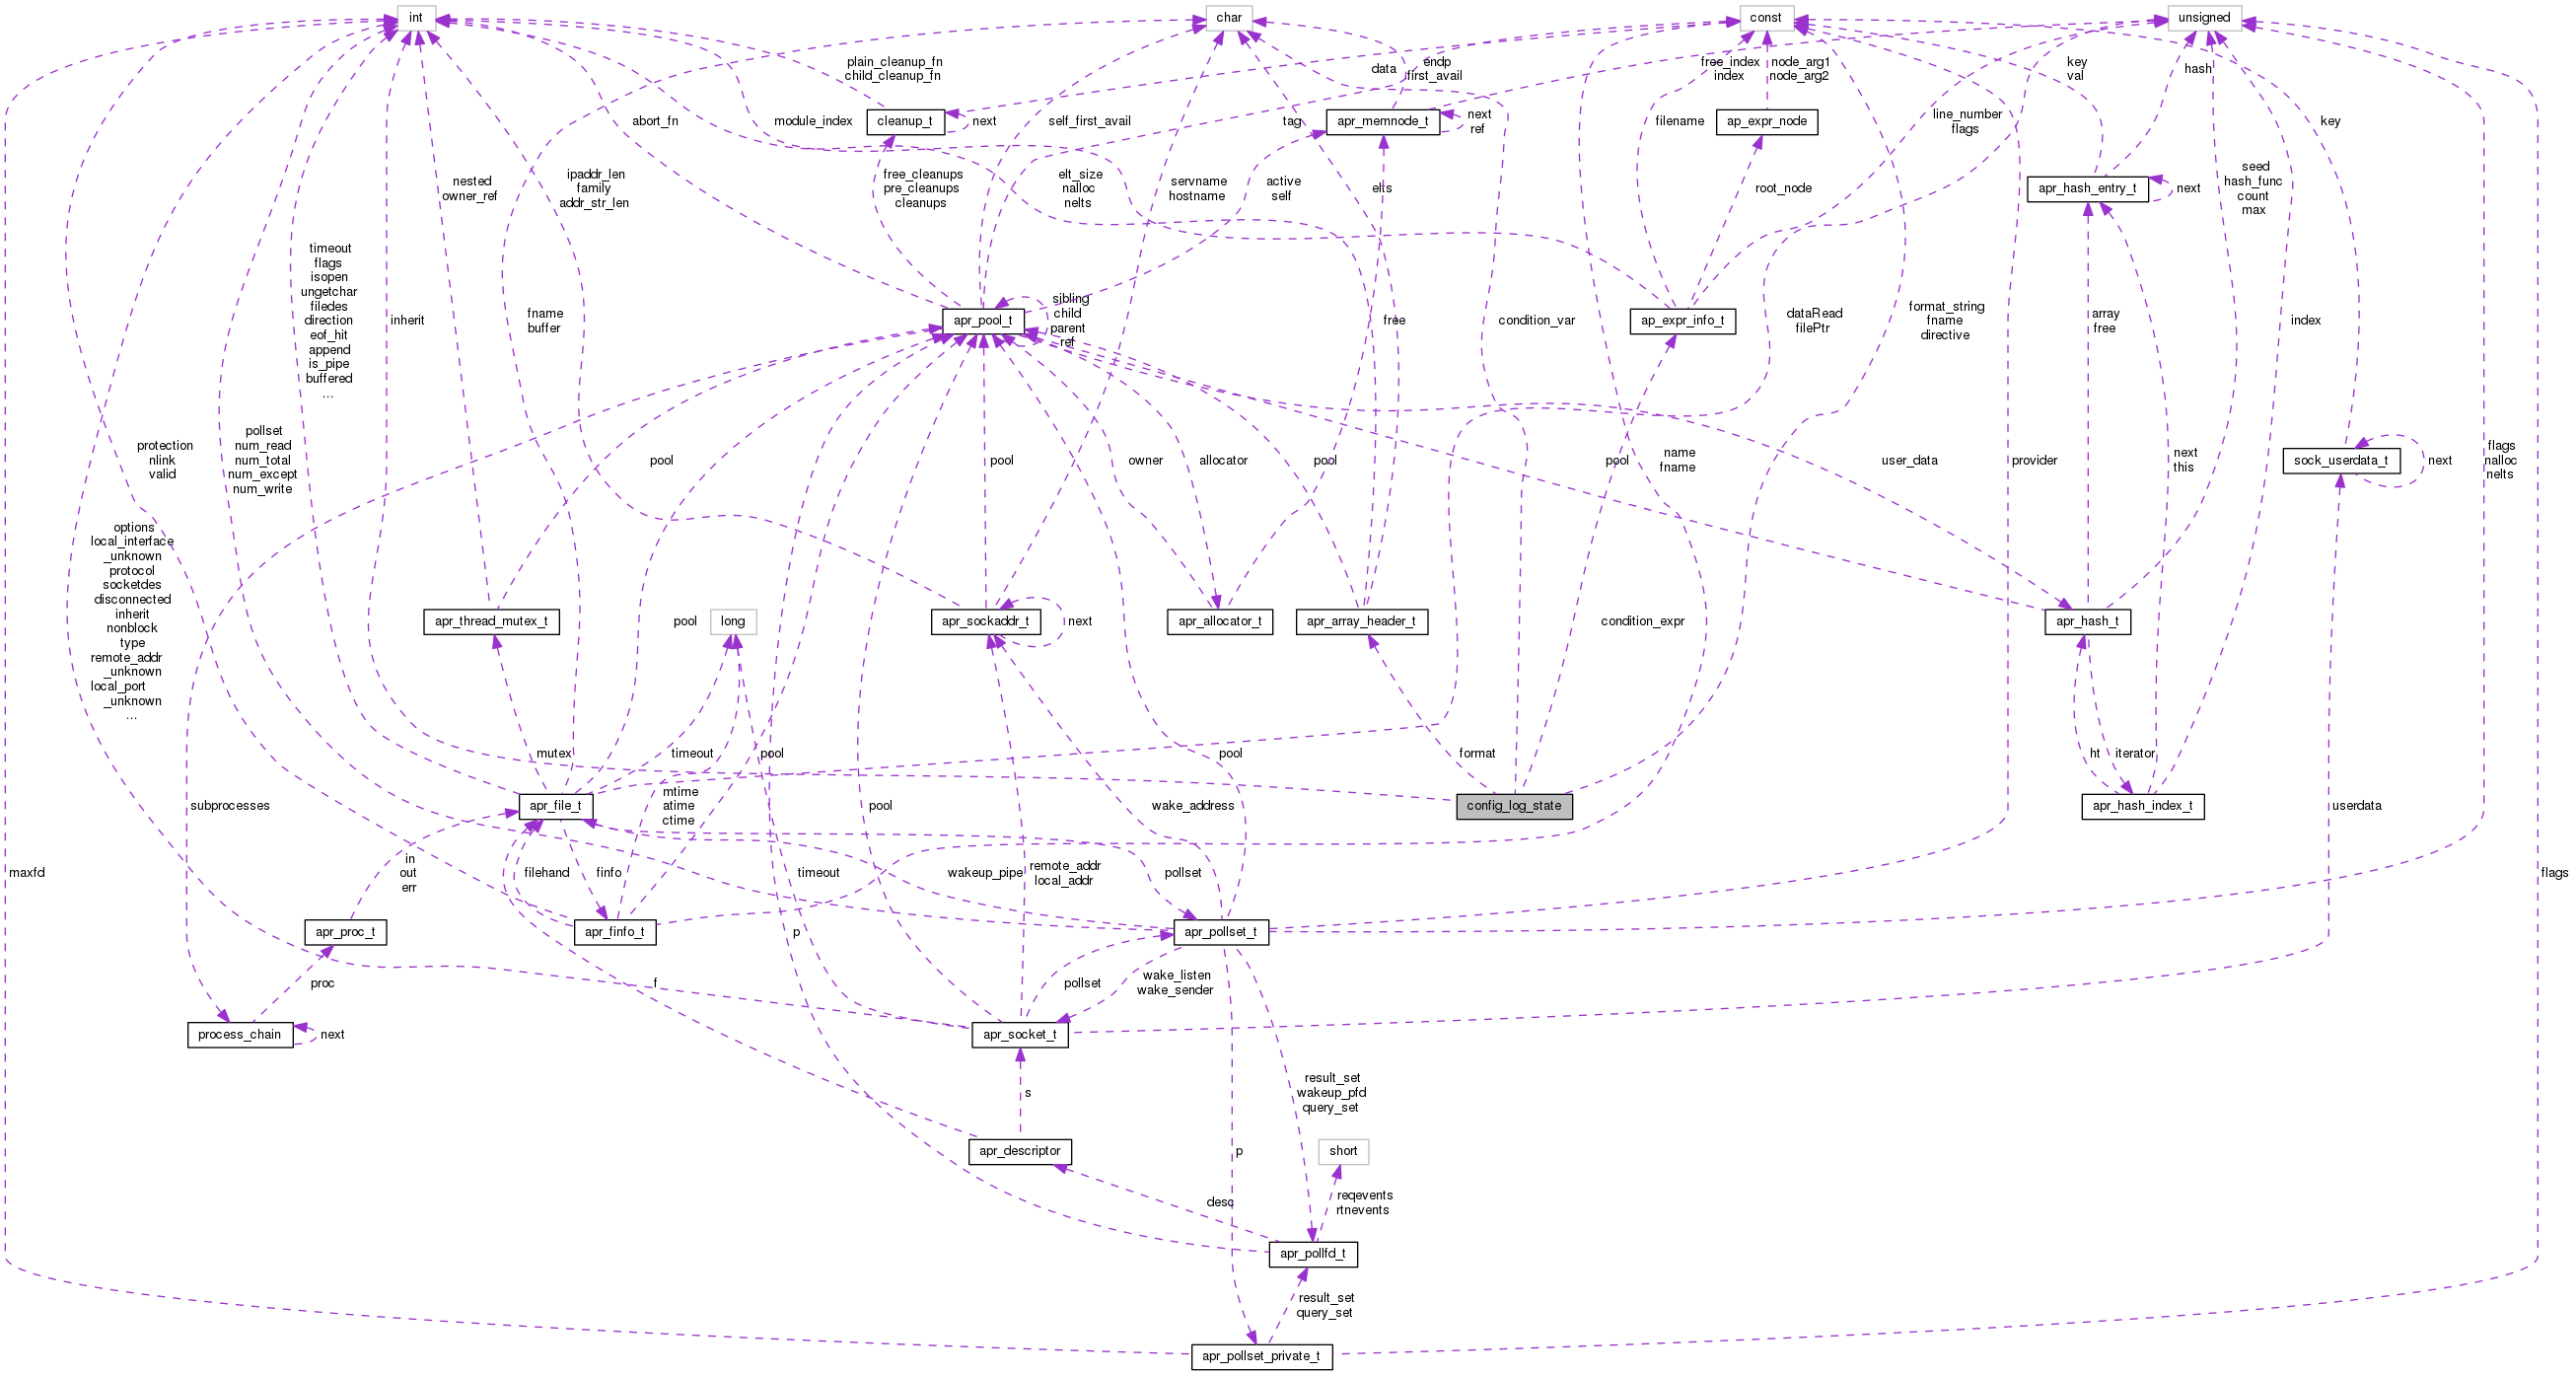 int
char
const
unsigned
plain_cleanup_fn
child_cleanup_fn
data
endp
first_avail
free_index
index
node_arg1
node_arg2
key
val
hash
abort_fn
module_index
cleanup_t
next
self_first_avail
tag
apr_memnode_t
next
ref
filename
ap_expr_node
line_number
flags
key
nested
owner_ref
ipaddr_len
family
addr_str_len
free_cleanups
pre_cleanups
cleanups
elt_size
nalloc
nelts
servname
hostname
active
self
elts
root_node
apr_hash_entry_t
next
seed
hash_func
count
max
timeout
flags
isopen
ungetchar
filedes
direction
eof_hit
append
is_pipe
buffered
...
inherit
fname
buffer
apr_pool_t
sibling
child
parent
ref
free
condition_var
ap_expr_info_t
dataRead
filePtr
format_string
fname
directive
array
free
index
protection
nlink
valid
pollset
num_read
num_total
num_except
num_write
pool
pool
owner
allocator
pool
pool
name
fname
user_data
provider
next
this
sock_userdata_t
next
flags
nalloc
nelts
options
local_interface
_unknown
protocol
socketdes
disconnected
inherit
nonblock
type
remote_addr
_unknown
local_port
_unknown
...
apr_thread_mutex_t
pool
long
apr_sockaddr_t
next
apr_allocator_t
apr_array_header_t
condition_expr
apr_hash_t
mutex
timeout
pool
pool
format
ht
iterator
subprocesses
apr_file_t
mtime
atime
ctime
pool
wake_address
config_log_state
apr_hash_index_t
userdata
maxfd
in
out
err
filehand
finfo
timeout
wakeup_pipe
remote_addr
local_addr
pollset
flags
apr_proc_t
apr_finfo_t
p
apr_pollset_t
proc
f
pollset
wake_listen
wake_sender
process_chain
next
apr_socket_t
s
result_set
wakeup_pfd
query_set
apr_descriptor
p
short
desc
reqevents
rtnevents
apr_pollfd_t
result_set
query_set
apr_pollset_private_t